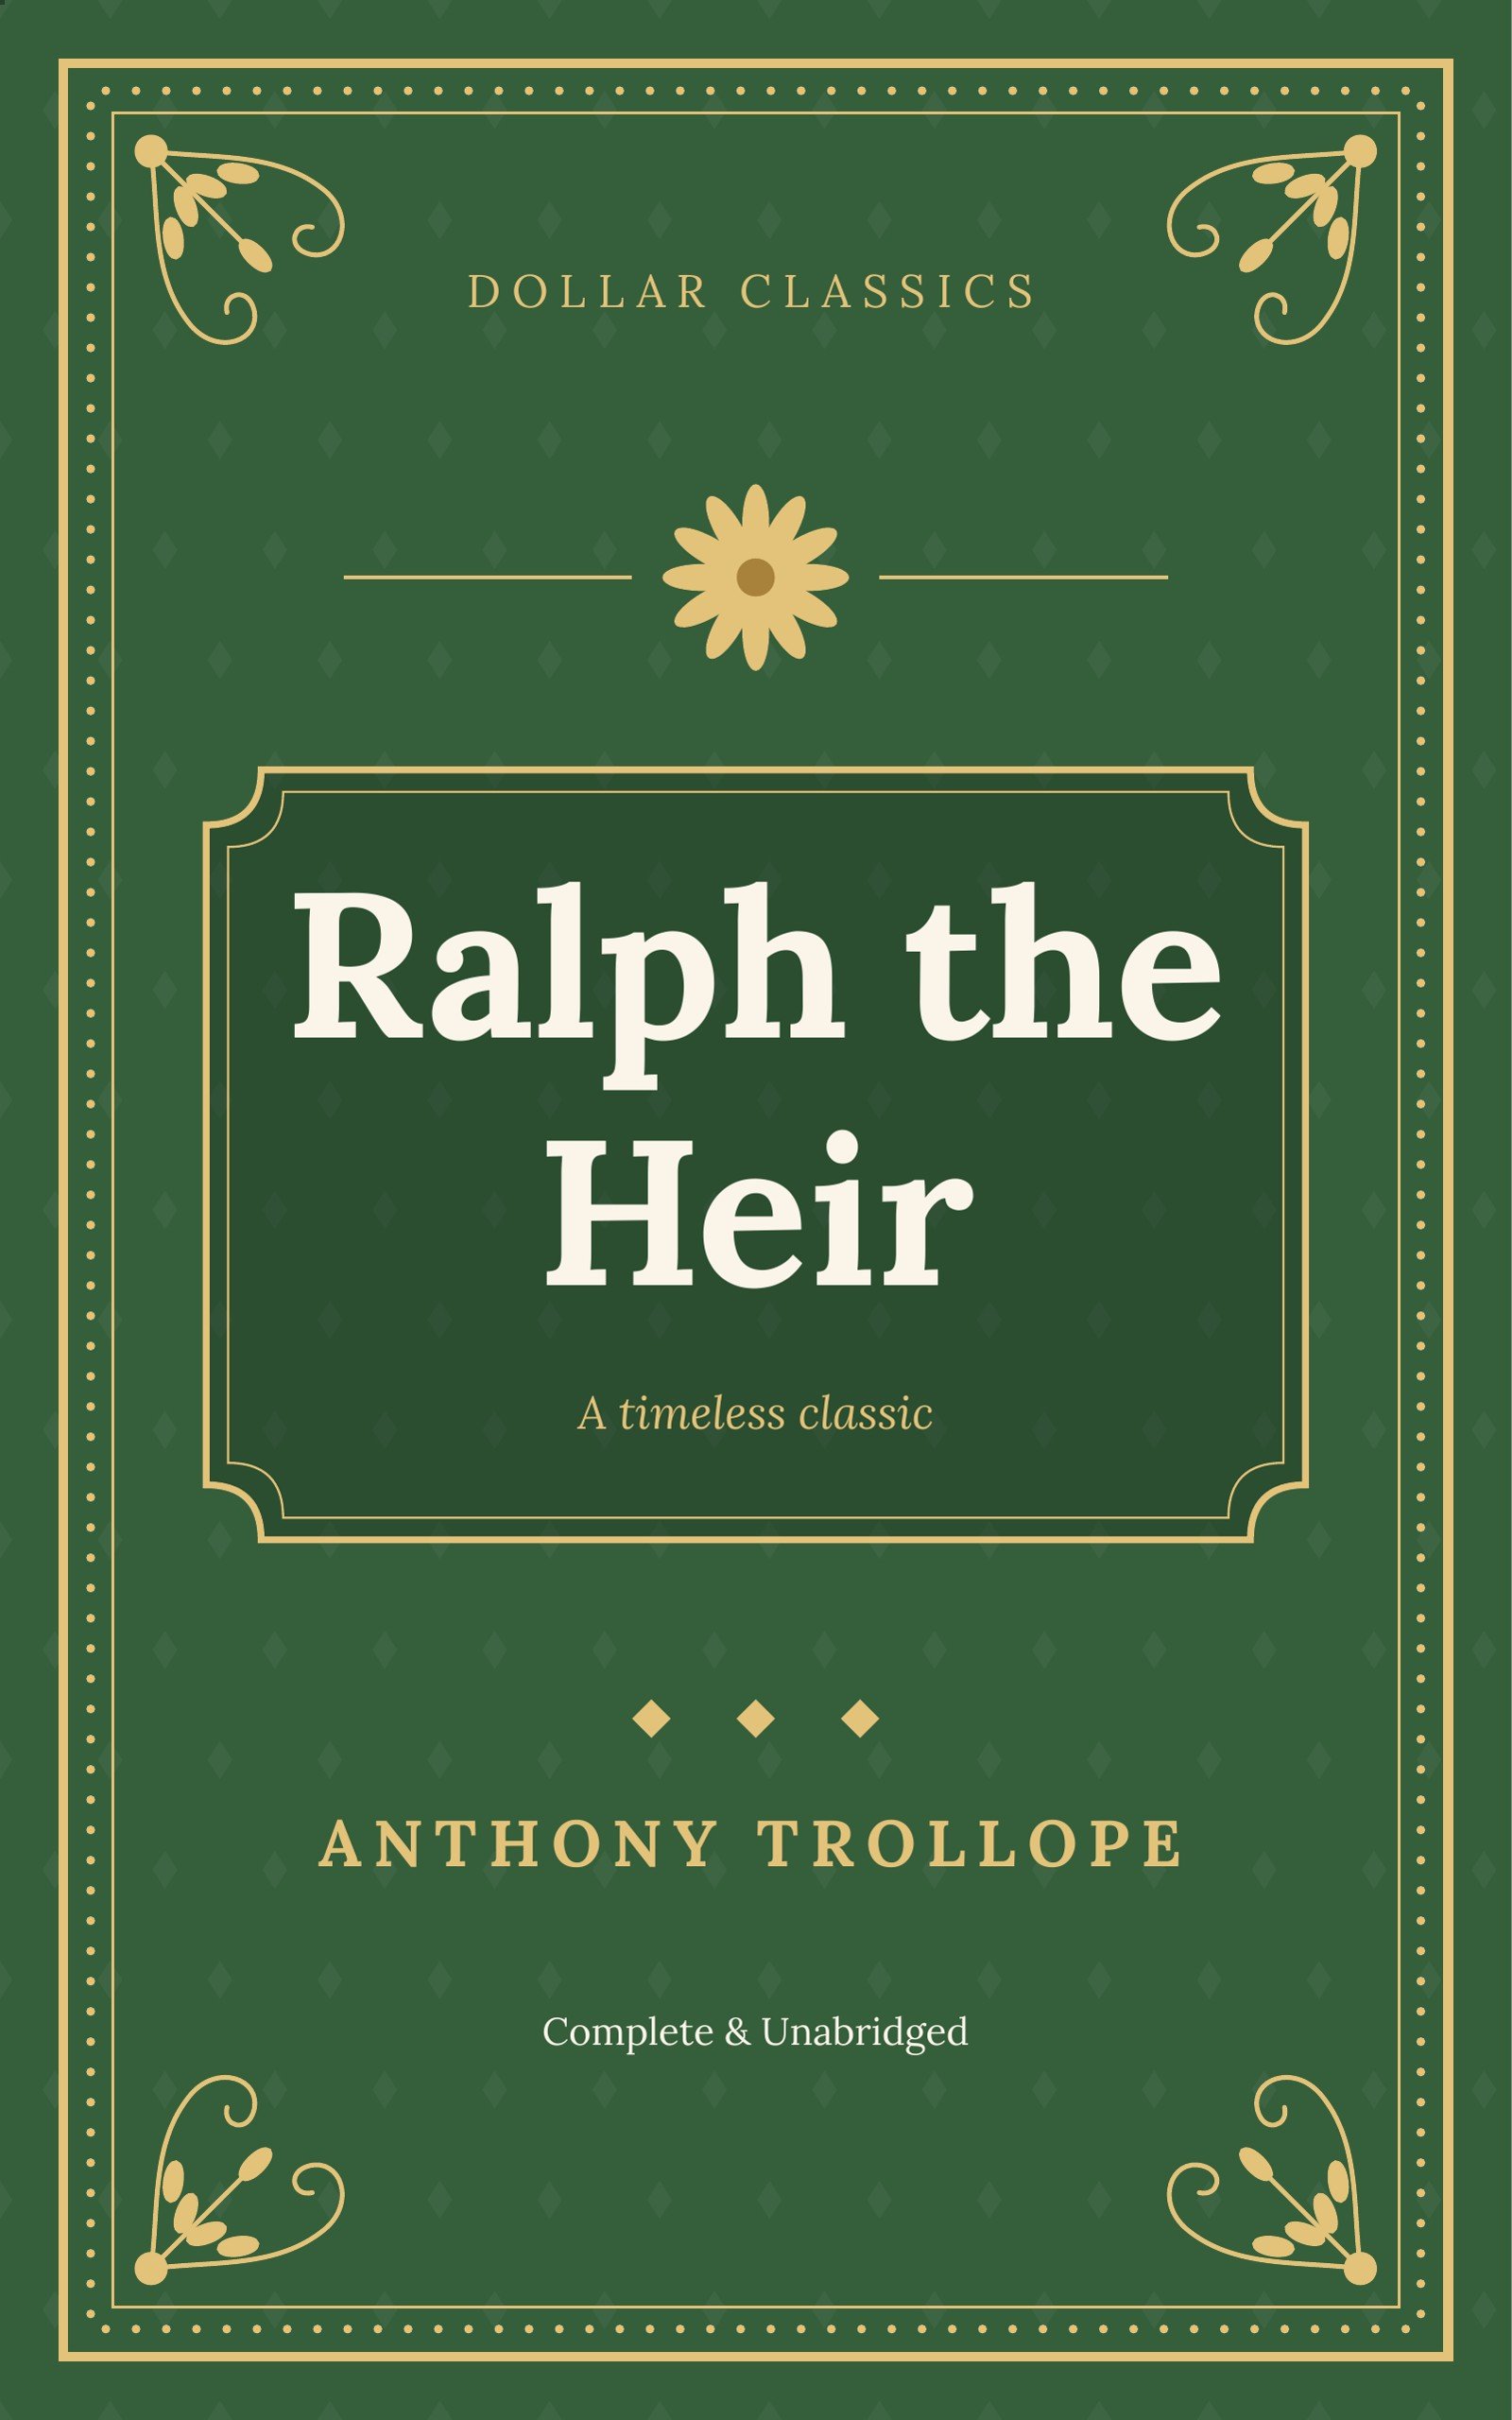 DOLLAR CLASSICS
Ralph the
Heir
A timeless classic
ANTHONY TROLLOPE
Complete & Unabridged